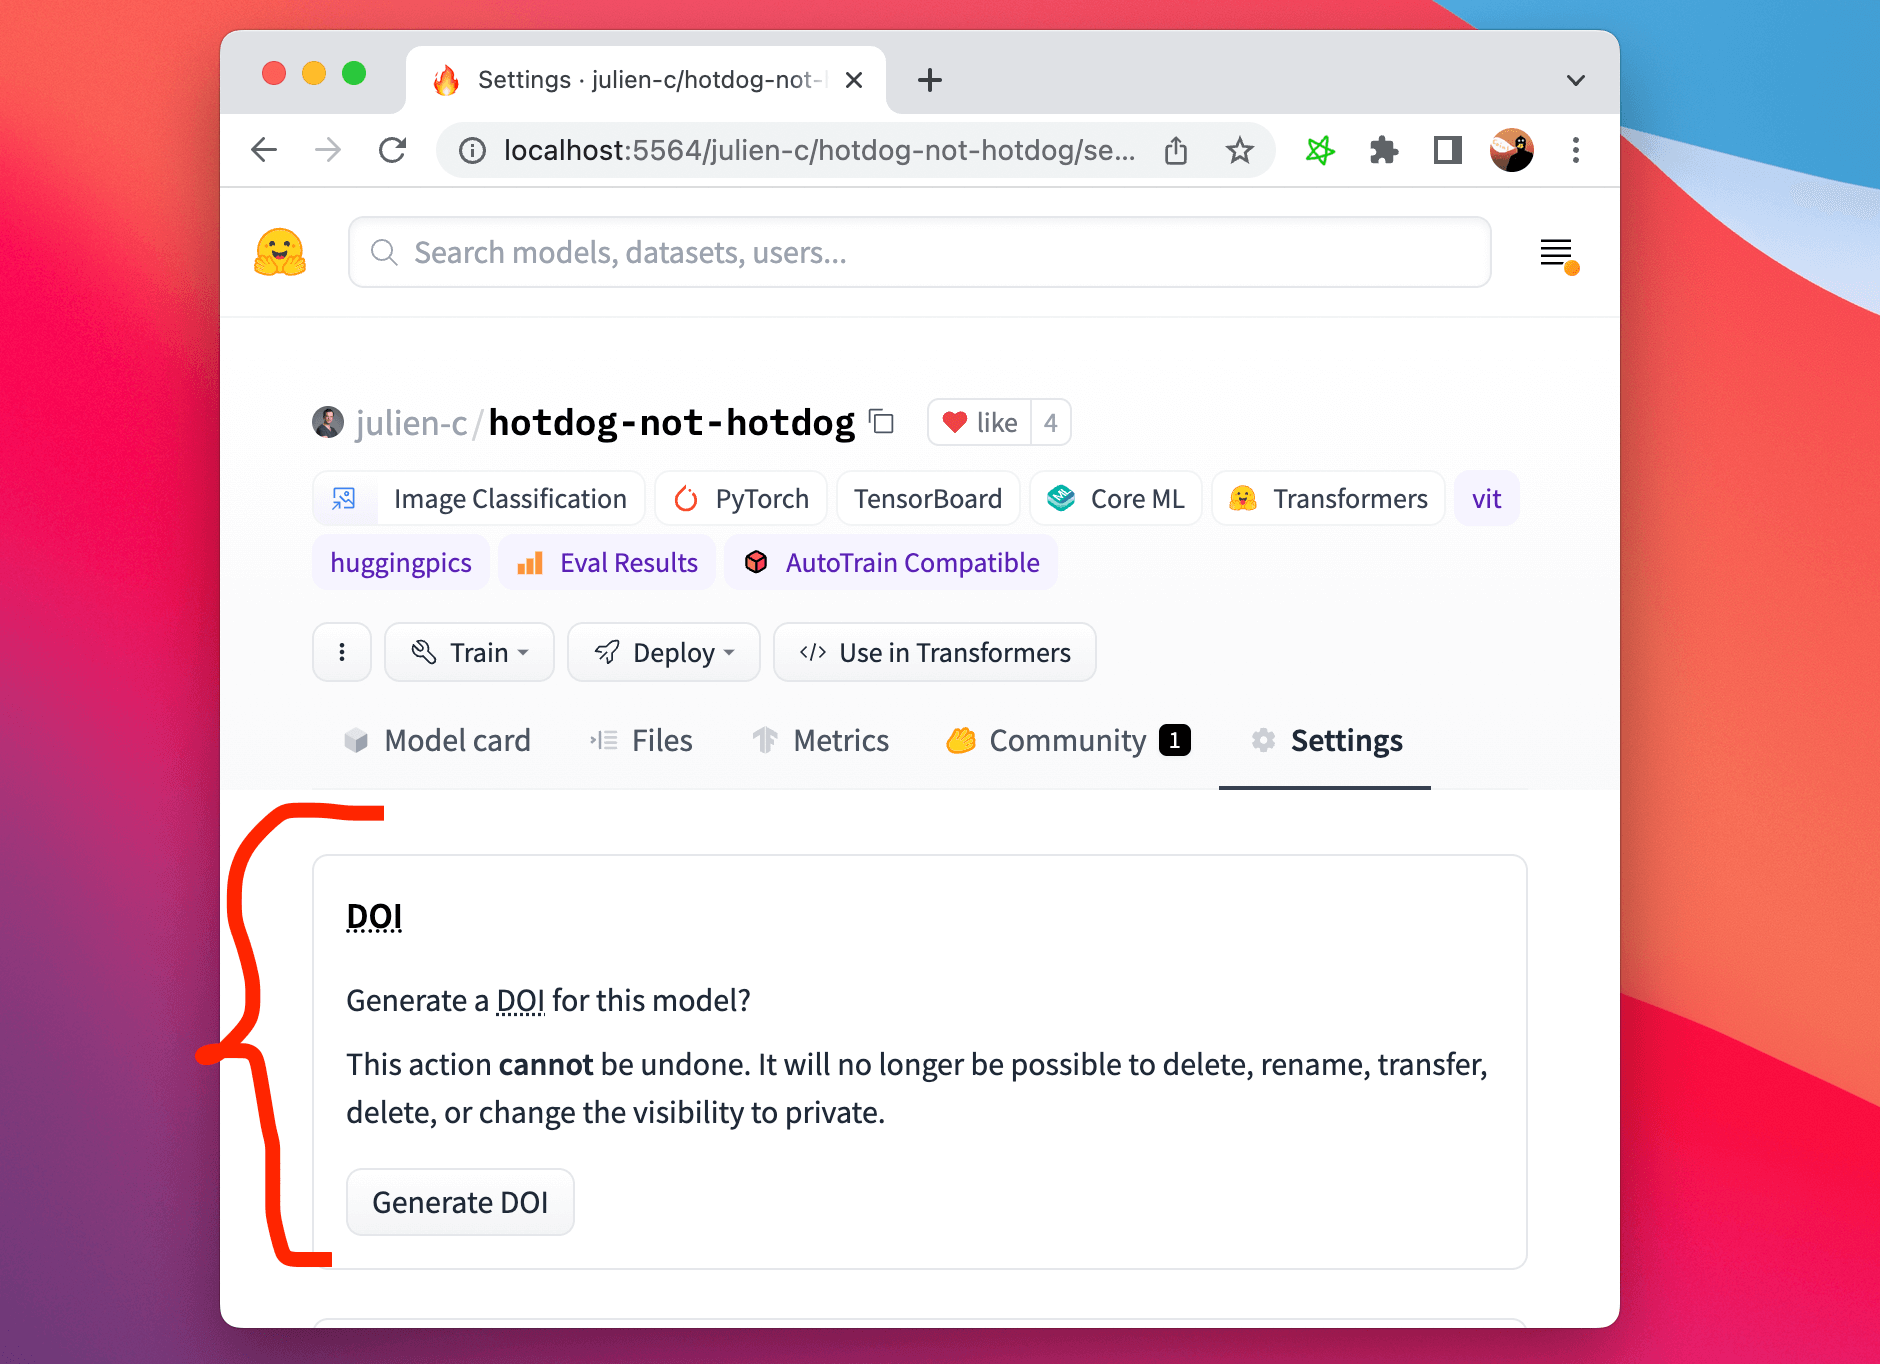 Settings · julien-c/hotdog-not-
localhost:5564/julien-c/hotdog-not-hotdog/se...
Search models, datasets, users...
julien-c/hotdog-not-hotdog like 4
Image Classification PyTorch TensorBoard Core ML Transformers vit
huggingpics Eval Results AutoTrain Compatible
Train Deploy </> Use in Transformers
Model card Files Metrics Community 1 Settings
DOI
Generate a DOI for this model?
This action cannot be undone. It will no longer be possible to delete, rename, transfer,
delete, or change the visibility to private.
Generate DOI